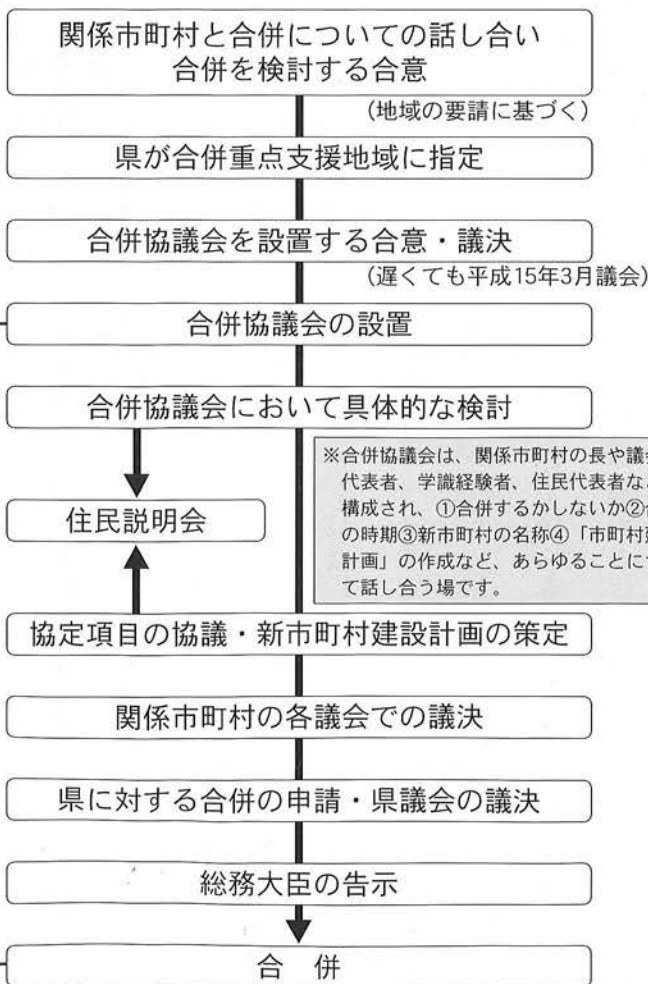 関係市町村と合併についての話し合い
合併を検討する合意
(地域の要請に基づく)
県が合併重点支援地域に指定
合併協議会を設置する合意・議決
(遅くても平成15年3月議会)
合併協議会の設置
合併協議会において具体的な検討
※合併協議会は、関係市町村の長や議会
代表者、学識経験者、住民代表者な
構成され、①合併するかしないか②
の時期③新市町村の名称④「市町村建
計画」の作成など、あらゆることに
て話し合う場です。
住民説明会
協定項目の協議・新市町村建設計画の策定
関係市町村の各議会での議決
県に対する合併の申請・県議会の議決
総務大臣の告示
合 併